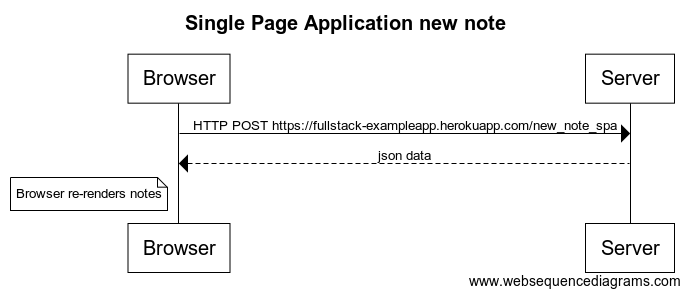 Single Page Application new note
Browser
Server
HTTP POST https://fullstack-exampleapp.herokuapp.com/new_note_spa
json data
Browser re-renders notes
Browser
Server
www.websequencediagrams.com